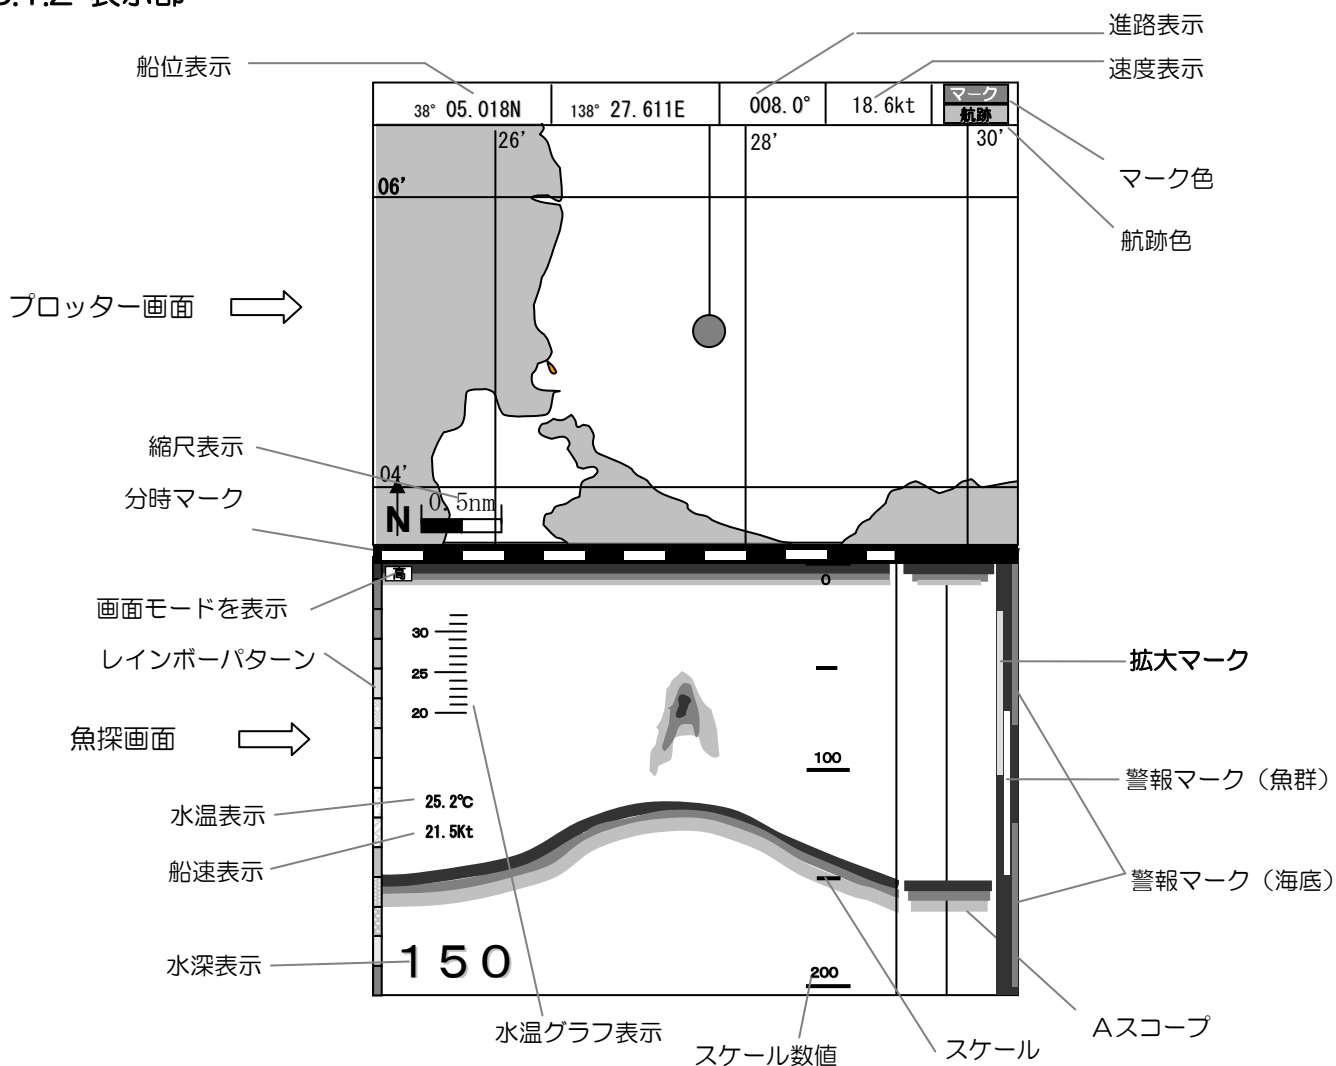 表示部
進路表示
船位表示
速度表示
38° 05.018N 138° 27.611E 008.0° 18.6kt マーク
航跡
26' 28' 30'
マーク色
06'
航跡色
プロッター画面
縮尺表示
04'
分時マーク
0.5nm
N
高
0
画面モードを表示
30
レインボーパターン
拡大マーク
25
20
魚探画面
100
警報マーク（魚群）
25.2℃
水温表示
21.5Kt
船速表示
警報マーク（海底）
150
水深表示
200
水温グラフ表示
Aスコープ
スケール数値
スケール